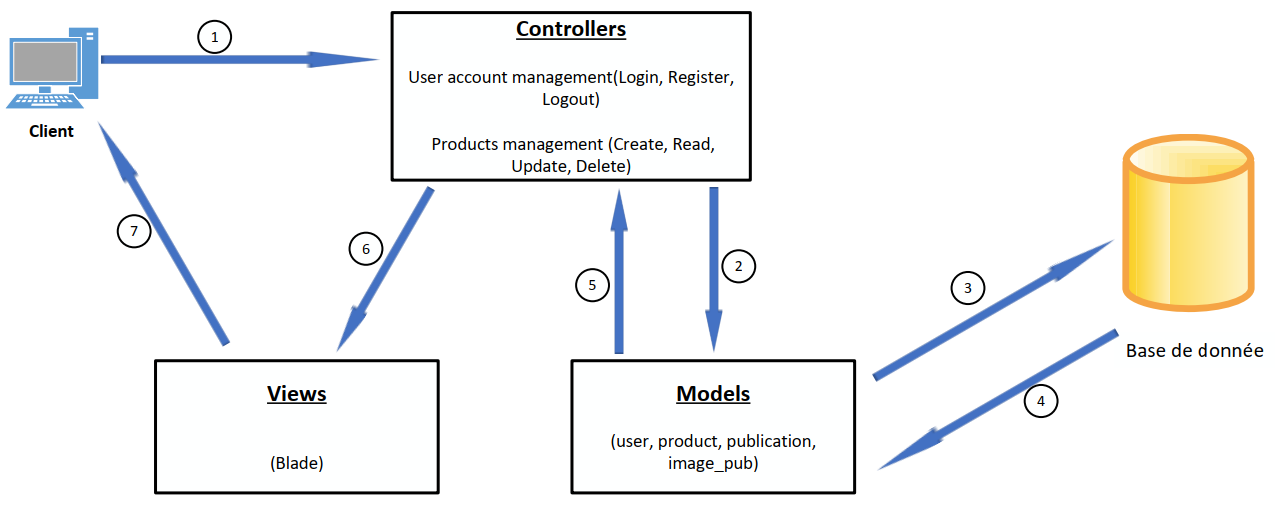 1
Controllers
User account management(Login, Register,
Logout)
Products management (Create, Read,
Update, Delete)
Client
7
6
5
2
3
4
Base de donnée
Views
(Blade)
Models
(user, product, publication,
image_pub)